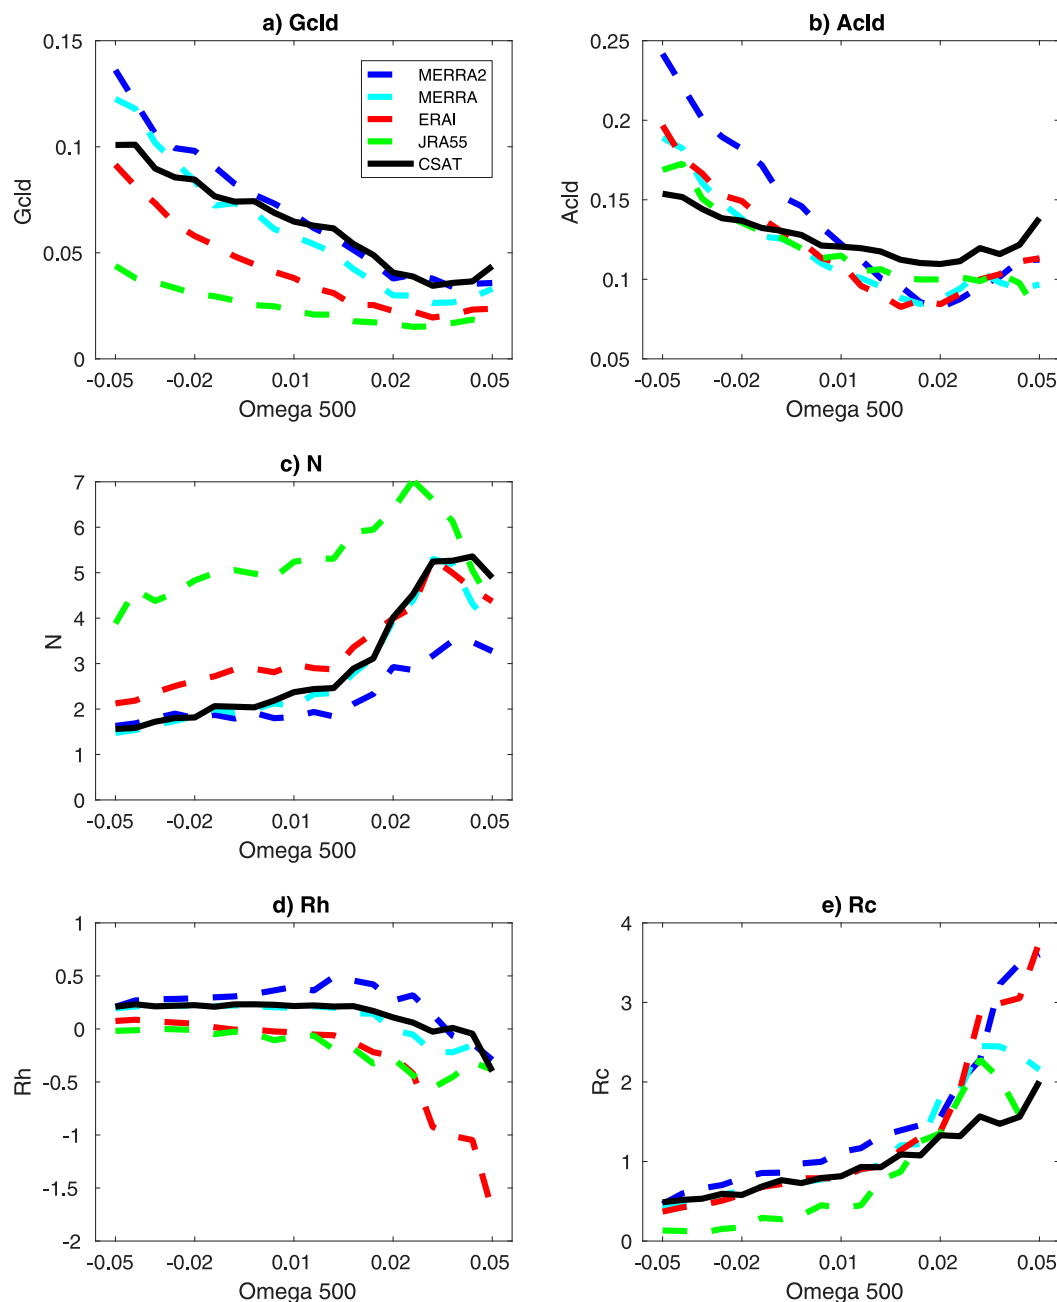 a) Gcld
0.15
0.1
0.05
0
Gcld
MERRA2
MERRA
ERAI
JRA55
CSAT
-0.05 -0.02 0.01 0.02 0.05
Omega 500
b) Acld
0.25
0.2
0.15
0.1
0.05
Acld
-0.05 -0.02 0.01 0.02 0.05
Omega 500
c) N
7
6
5
4
3
2
1
0
N
-0.05 -0.02 0.01 0.02 0.05
Omega 500
d) Rh
1
0.5
0
-0.5
-1
-1.5
-2
Rh
-0.05 -0.02 0.01 0.02 0.05
Omega 500
e) Rc
4
3
2
1
0
Rc
-0.05 -0.02 0.01 0.02 0.05
Omega 500